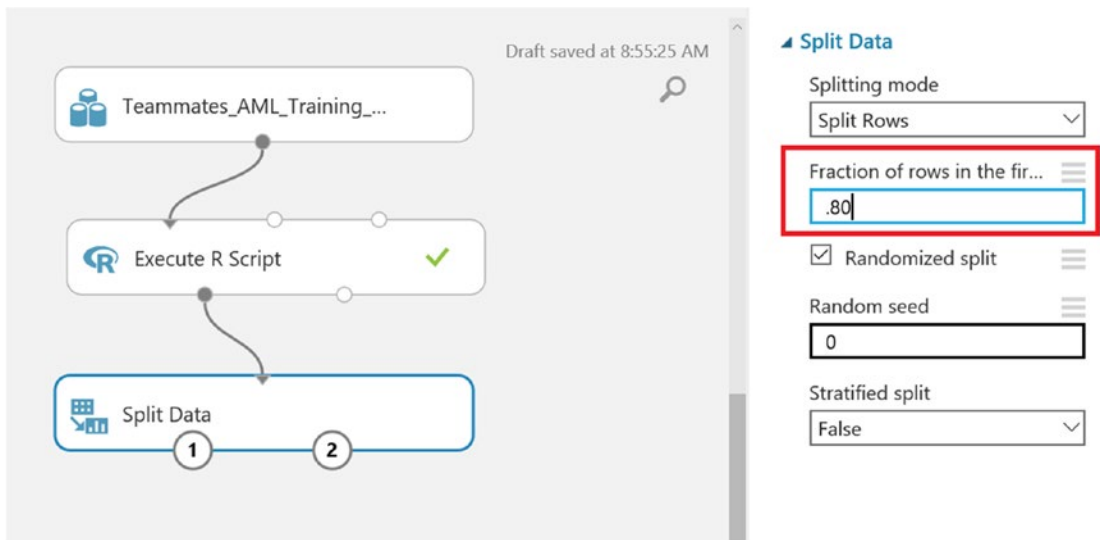 Draft saved at 8:55:25 AM
Teammates_AML_Training_...
R Execute R Script
Split Data
1 2
Split Data
Splitting mode
Split Rows
Fraction of rows in the fir...
.80
Randomized split
Random seed
0
Stratified split
False